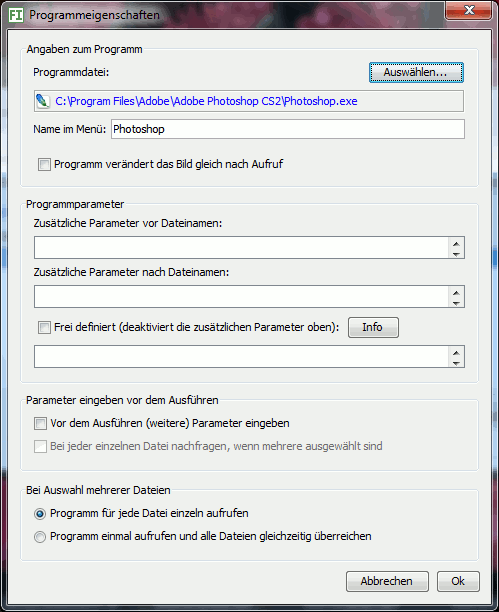 FI Programmeigenschaften
Angaben zum Programm
Programmdatei:
Auswählen...
C:\Program Files\Adobe\Adobe Photoshop CS2\Photoshop.exe
Name im Menü: Photoshop
Programm verändert das Bild gleich nach Aufruf
Programmparameter
Zusätzliche Parameter vor Dateinamen:
Zusätzliche Parameter nach Dateinamen:
Frei definiert (deaktiviert die zusätzlichen Parameter oben): Info
Parameter eingeben vor dem Ausführen
Vor dem Ausführen (weitere) Parameter eingeben
Bei jeder einzelnen Datei nachfragen, wenn mehrere ausgewählt sind
Bei Auswahl mehrerer Dateien
Programm für jede Datei einzeln aufrufen
Programm einmal aufrufen und alle Dateien gleichzeitig überreichen
Abbrechen Ok